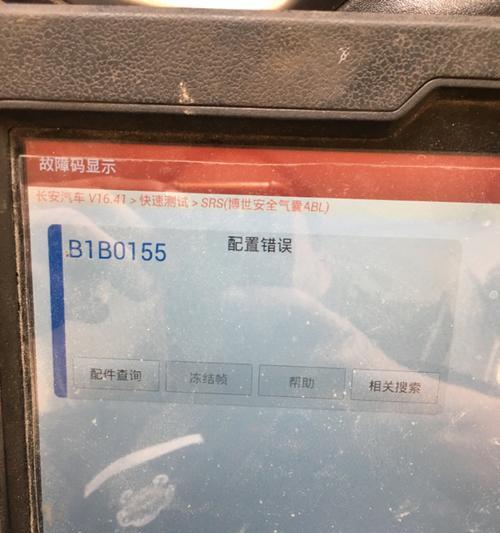 故障码显示
长安汽车 V16.41 > 快速测试 > SRS(博世安全气囊4BL)
B1B0155 配置错误
配件查询 冻结帧 帮助 相关搜索